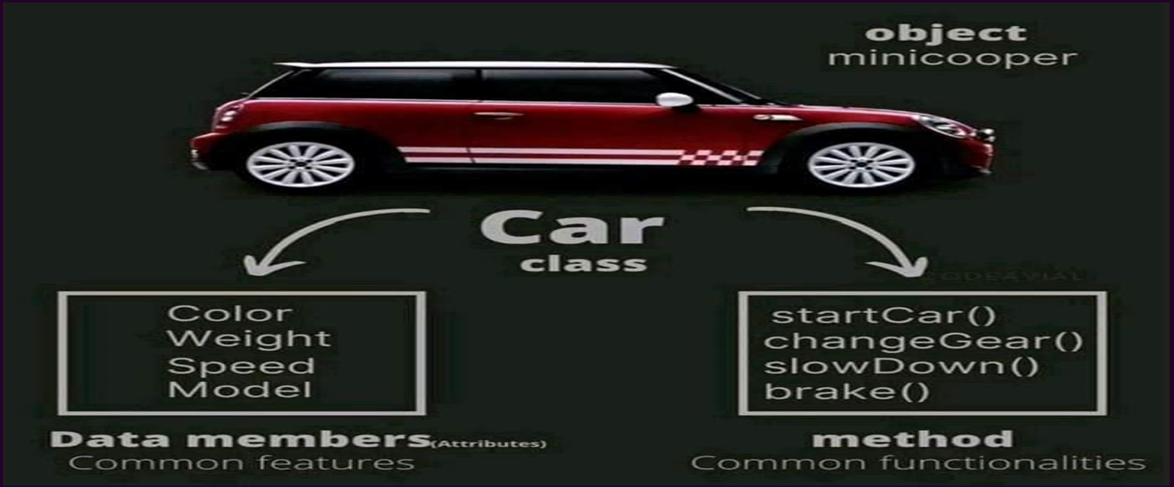 object
minicooper
Car
class
Color
Weight
Speed
Model
Data members(Attributes)
Common features
startCar()
changeGear()
slowDown()
brake()
method
Common functionalities